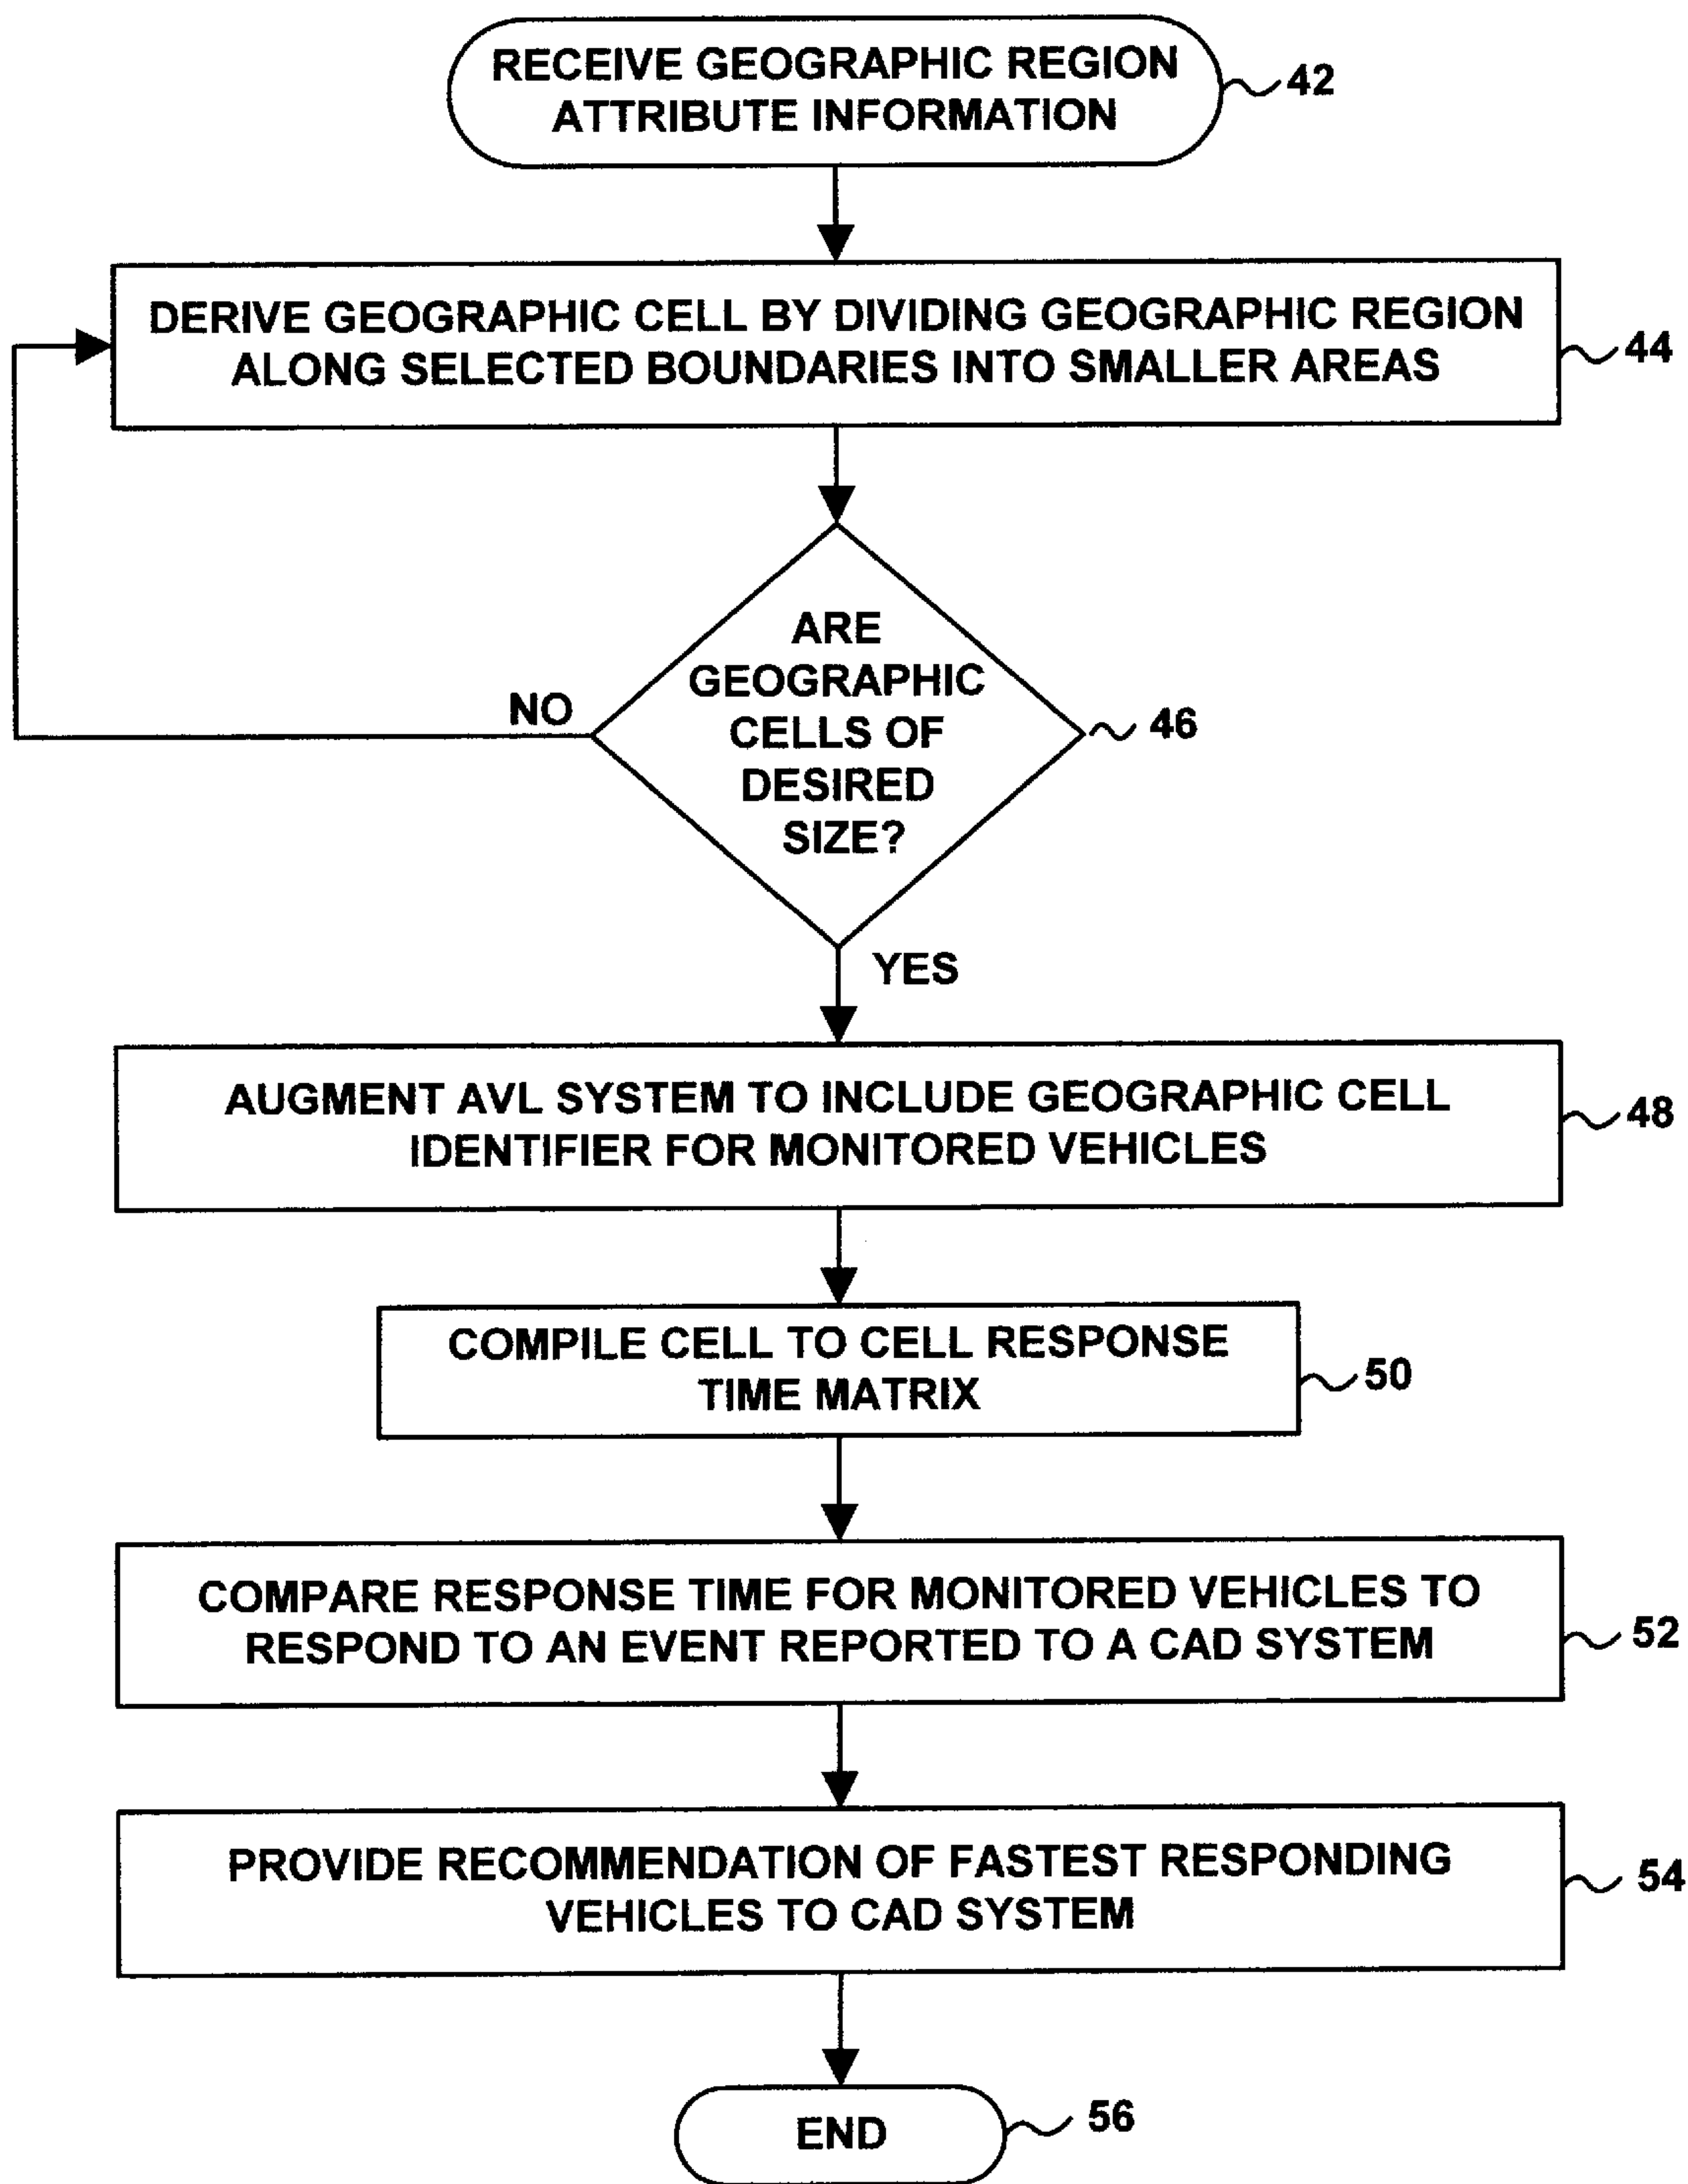 RECEIVE GEOGRAPHIC REGION
ATTRIBUTE INFORMATION
42
DERIVE GEOGRAPHIC CELL BY DIVIDING GEOGRAPHIC REGION
ALONG SELECTED BOUNDARIES INTO SMALLER AREAS
44
ARE
GEOGRAPHIC
CELLS OF
DESIRED
SIZE?
NO
46
YES
AUGMENT AVL SYSTEM TO INCLUDE GEOGRAPHIC CELL
IDENTIFIER FOR MONITORED VEHICLES
48
COMPILE CELL TO CELL RESPONSE
TIME MATRIX
50
COMPARE RESPONSE TIME FOR MONITORED VEHICLES TO
RESPOND TO AN EVENT REPORTED TO A CAD SYSTEM
52
PROVIDE RECOMMENDATION OF FASTEST RESPONDING
VEHICLES TO CAD SYSTEM
54
END
56